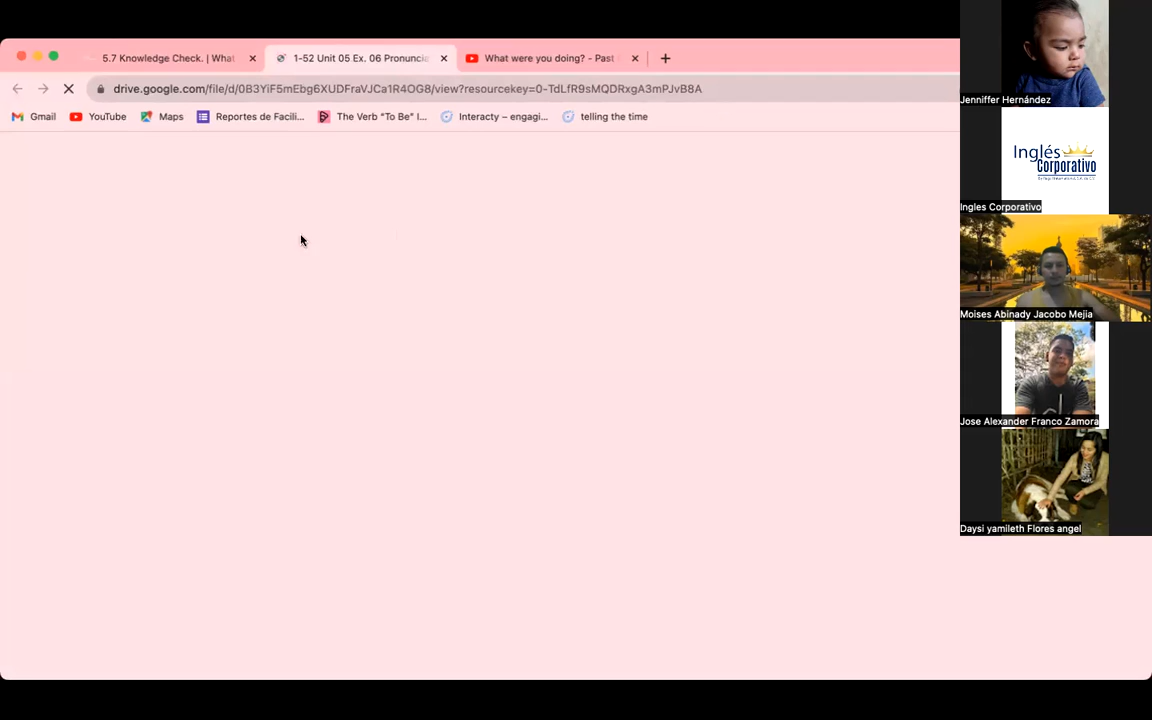 5.7 Knowledge Check. | What
1-52 Unit 05 Ex. 06 Pronuncia
What were you doing? - Past
drive.google.com/file/d/0B3YiF5mEbg6XUDFraVJCa1R4OG8/view?resourcekey=0-TdLfR9sMQDRxgA3mPJvB8A
Gmail
YouTube
Maps
Reportes de Facili...
The Verb "To Be" I...
Interacty – engagi...
telling the time
Jenniffer Hernández
Inglés
Corporativo
Ingles Corporativo
Moises Abinady Jacobo Mejia
Jose Alexander Franco Zamora
Daysi yamileth Flores angel